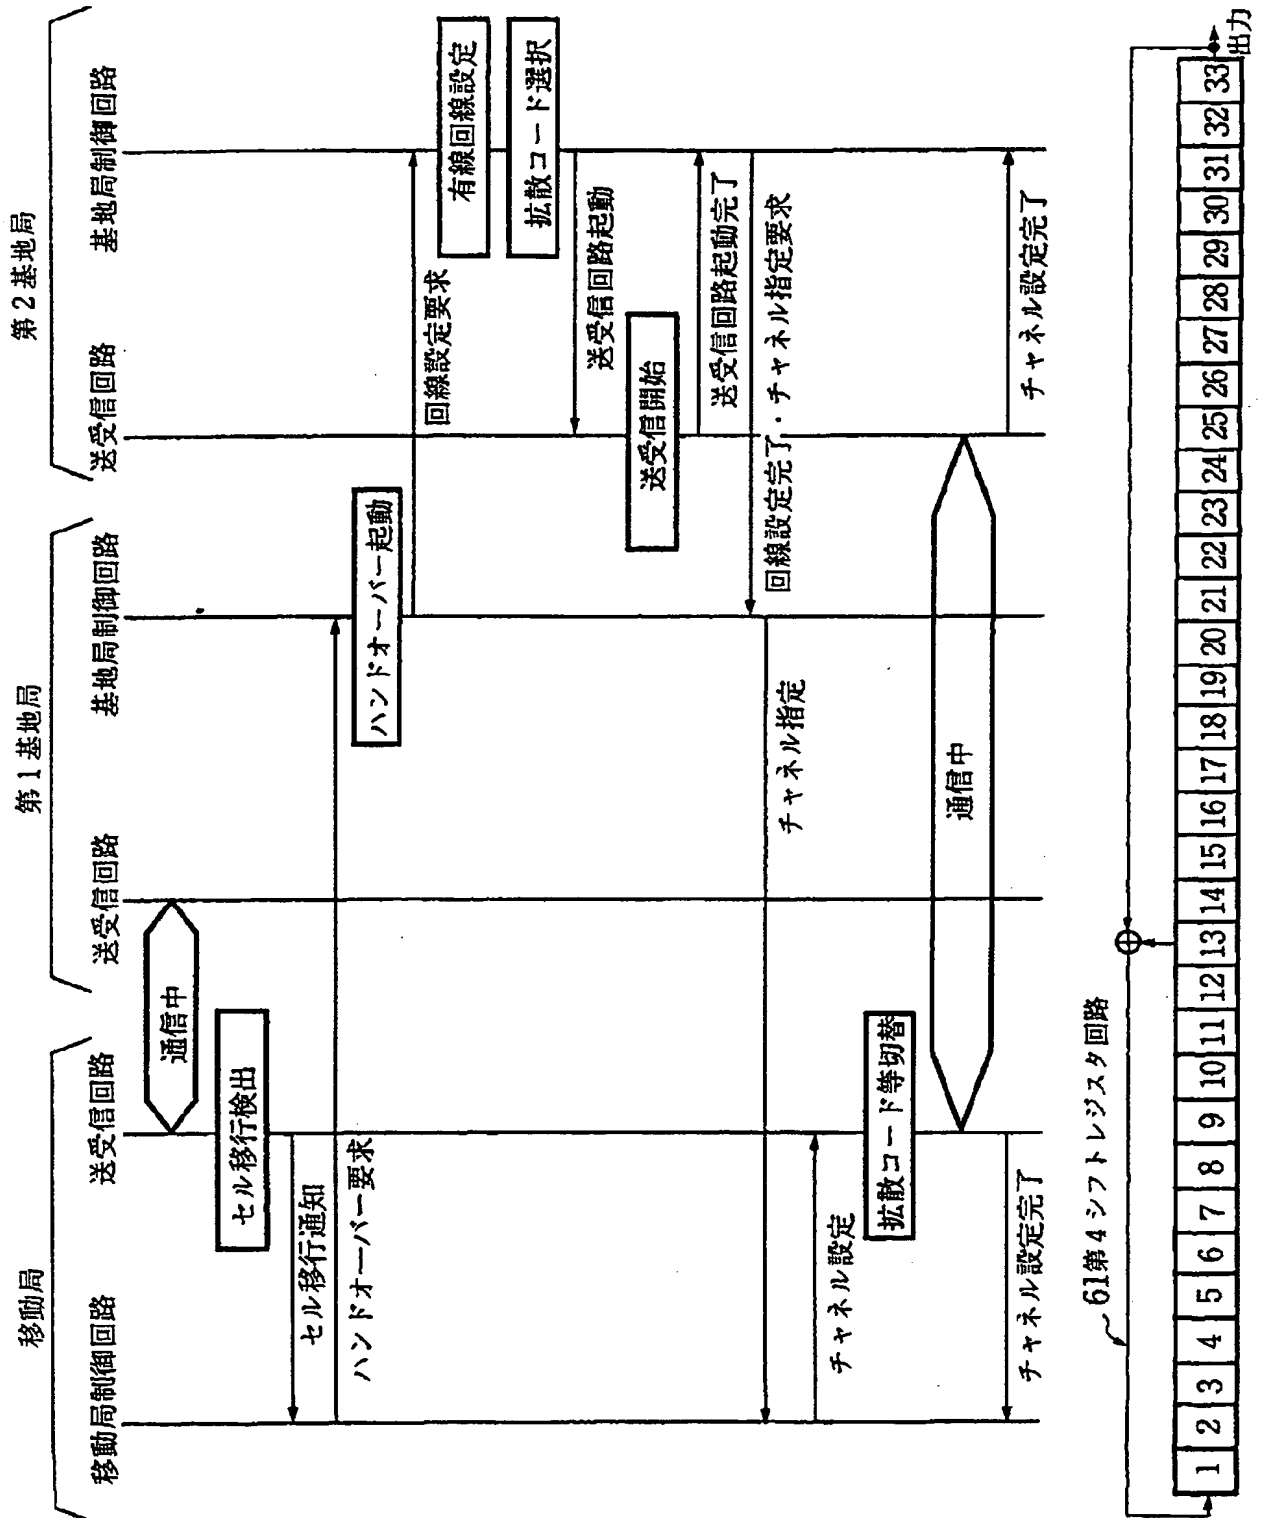 移動局
第1基地局
第2基地局
移動局制御回路
送受信回路
送受信回路
基地局制御回路
送受信回路
基地局制御回路
通信中
セル移行検出
セル移行通知
ハンドオーバー要求
ハンドオーバー起動
回線設定要求
有線回線設定
拡散コード選択
送受信回路起動
送受信開始
送受信回路起動完了
回線設定完了・チャネル指定要求
チャネル指定
チャネル設定
拡散コード等切替
通信中
チャネル設定完了
チャネル設定完了
61第4シフトレジスタ回路
1 2 3 4 5 6 7 8 9 10 11 12 13 14 15 16 17 18 19 20 21 22 23 24 25 26 27 28 29 30 31 32 33
出力